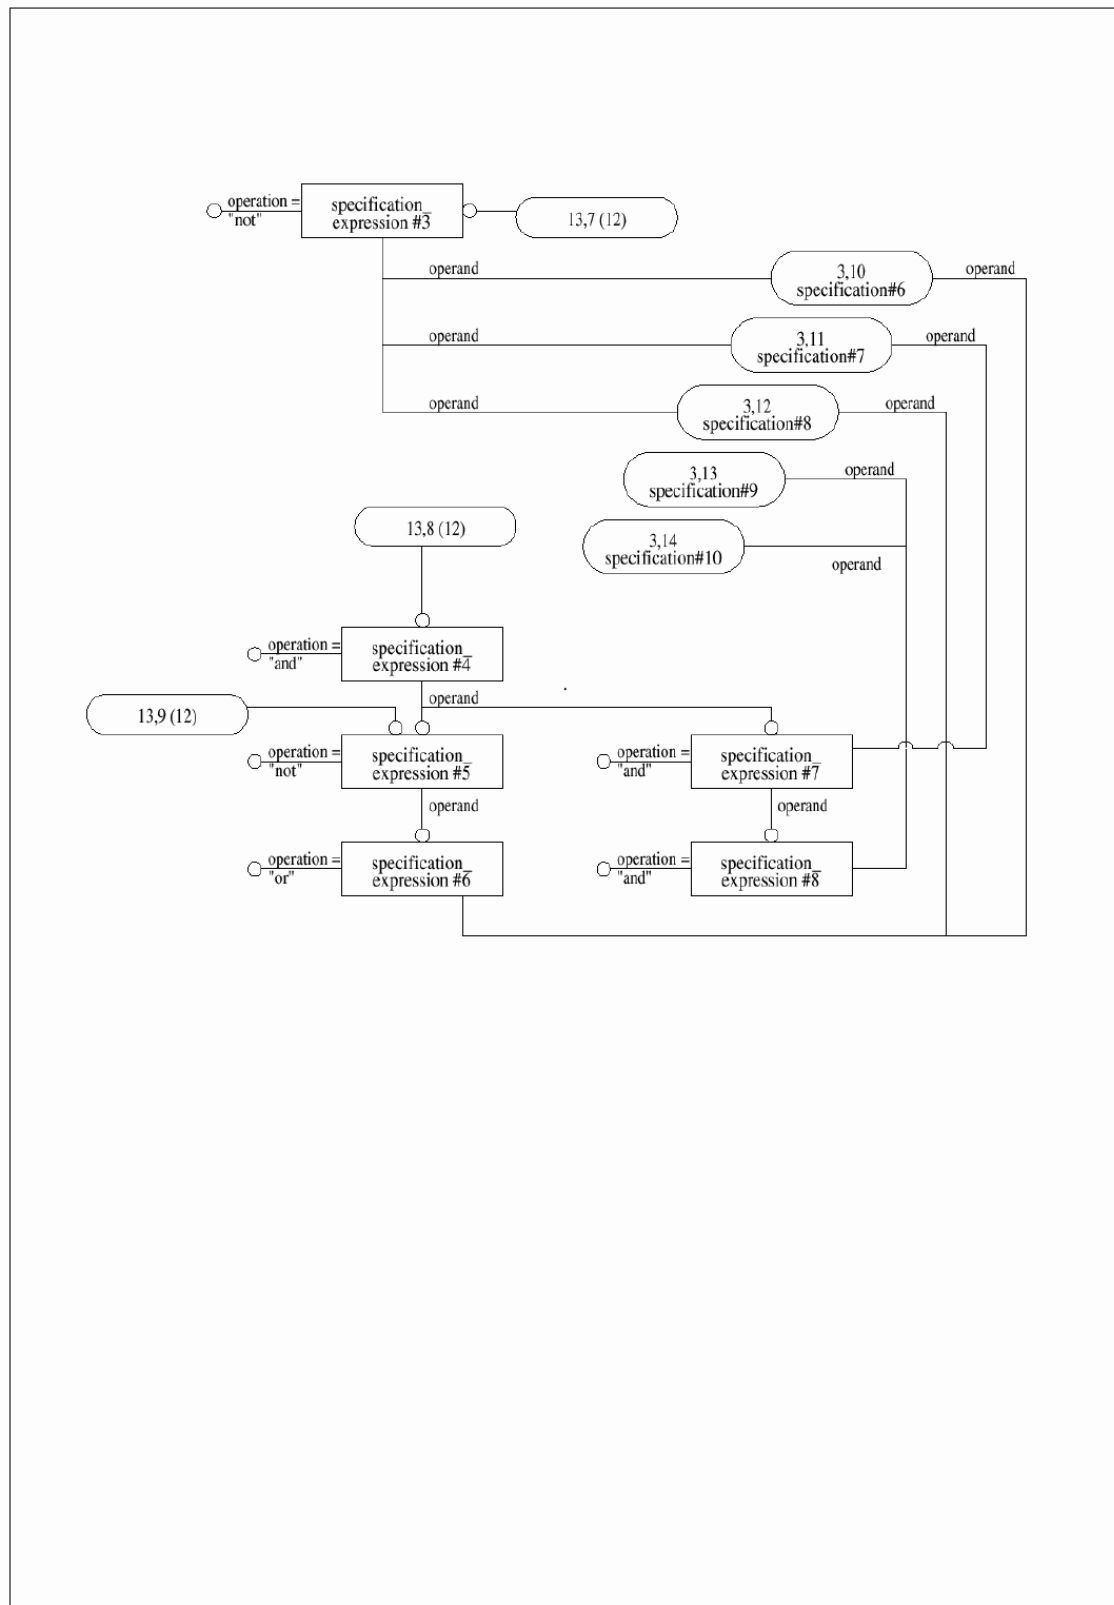 operation =
"not"
specification_
expression #3
13,7 (12)
operand
3,10
specification#6
operand
operand
3,11
specification#7
operand
operand
3,12
specification#8
operand
3,13
specification#9
operand
13,8 (12)
3,14
specification#10
operand
operation =
"and"
specification_
expression #4
operand
13,9 (12)
operation =
"not"
specification_
expression #5
operation =
"and"
specification_
expression #7
operand
operand
operation =
"or"
specification_
expression #6
operation =
"and"
specification_
expression #8